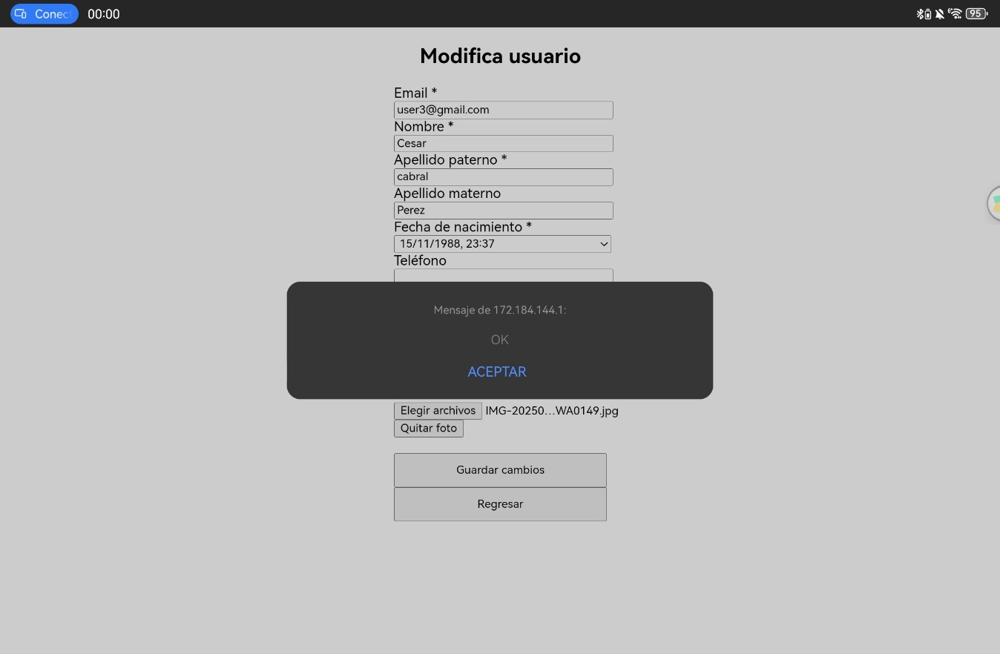 Conec 00:00 6 95
Modifica usuario
Email *
user3@gmail.com
Nombre *
Cesar
Apellido paterno *
cabral
Apellido materno
Perez
Fecha de nacimiento *
15/11/1988, 23:37
Teléfono
Mensaje de 172.184.144.1:
OK
ACEPTAR
Elegir archivos IMG-20250...WA0149.jpg
Quitar foto
Guardar cambios
Regresar